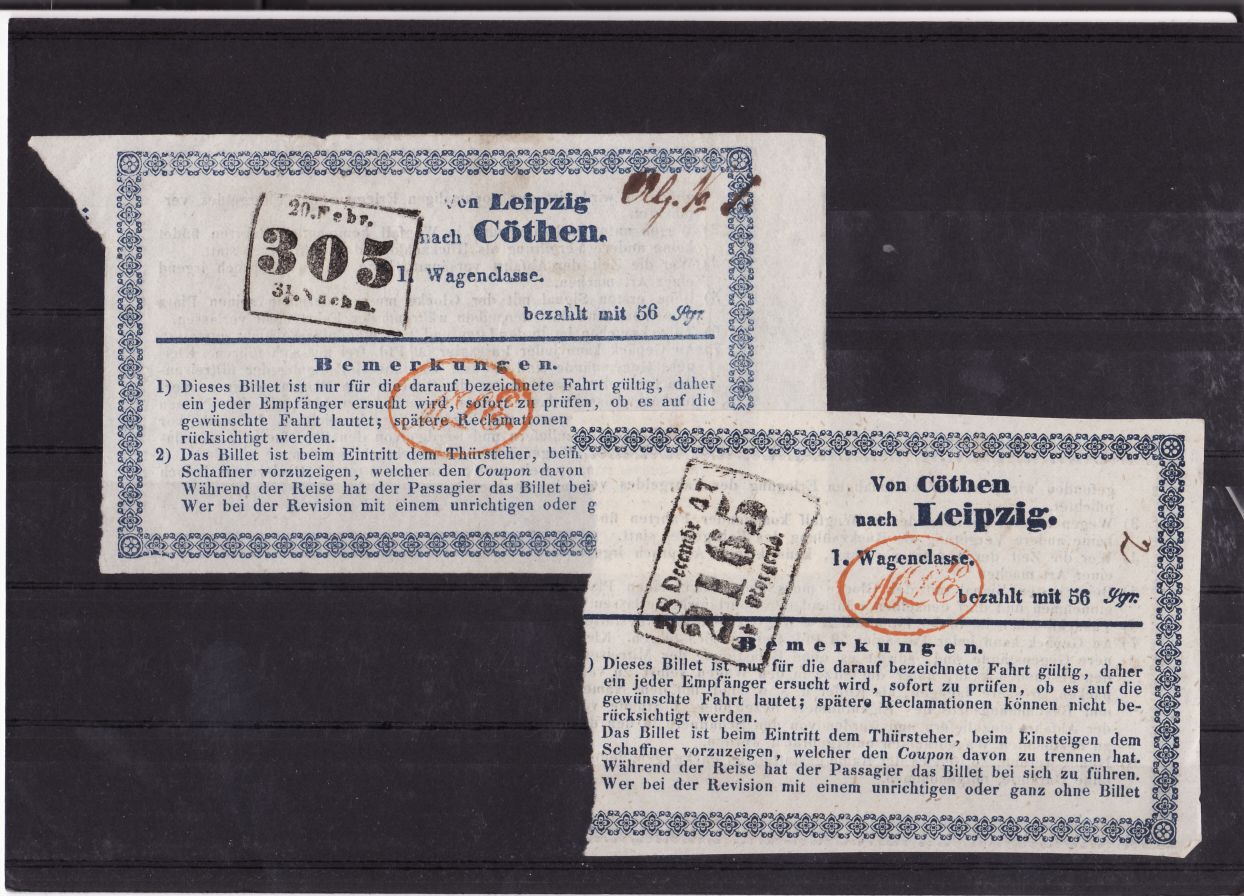 20. Febr.
305
3½. Nachm.
von Leipzig
nach Cöthen.
1. Wagenclasse.
bezahlt mit 56 Sgr.
Bemerkungen.
1) Dieses Billet ist nur für die darauf bezeichnete Fahrt gültig, daher
ein jeder Empfänger ersucht wird, sofort zu prüfen, ob es auf die
gewünschte Fahrt lautet; spätere Reclamationen
rücksichtigt werden.
2) Das Billet ist beim Eintritt dem Thürsteher, beim
Schaffner vorzuzeigen, welcher den Coupon davon
Während der Reise hat der Passagier das Billet bei
Wer bei der Revision mit einem unrichtigen oder g
28 Decembr 41
2165
Morgens.
Von Cöthen
nach Leipzig.
1. Wagenclasse.
MLE
bezahlt mit 56 Sgr.
2
Bemerkungen.
) Dieses Billet ist nur für die darauf bezeichnete Fahrt gültig, daher
ein jeder Empfänger ersucht wird, sofort zu prüfen, ob es auf die
gewünschte Fahrt lautet; spätere Reclamationen können nicht be-
rücksichtigt werden.
Das Billet ist beim Eintritt dem Thürsteher, beim Einsteigen dem
Schaffner vorzuzeigen, welcher den Coupon davon zu trennen hat.
Während der Reise hat der Passagier das Billet bei sich zu führen.
Wer bei der Revision mit einem unrichtigen oder ganz ohne Billet